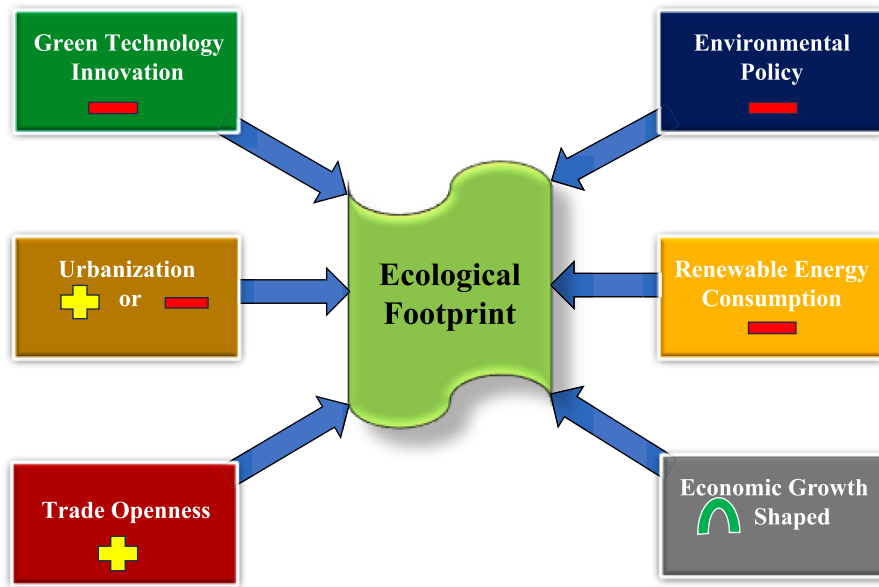 Green Technology
Innovation
Environmental
Policy
Urbanization
or
Ecological
Footprint
Renewable Energy
Consumption
Trade Openness
Economic Growth
Shaped